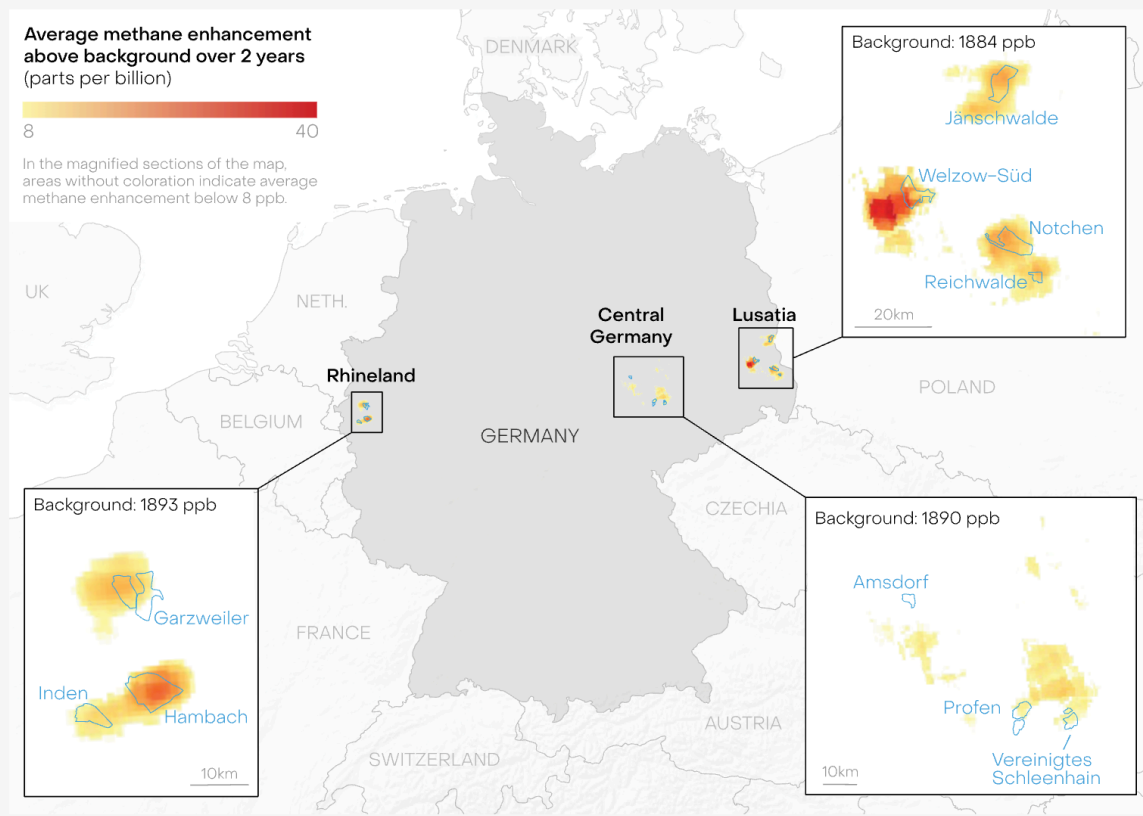 Average methane enhancement
above background over 2 years
(parts per billion)
8 40
In the magnified sections of the map,
areas without coloration indicate average
methane enhancement below 8 ppb.
DENMARK
Background: 1884 ppb
Jänschwalde
Welzow-Süd
Notchen
Reichwalde
20km
UK
NETH.
Central
Germany
Lusatia
Rhineland
POLAND
BELGIUM
GERMANY
CZECHIA
Background: 1893 ppb
Garzweiler
Inden
Hambach
10km
Background: 1890 ppb
Amsdorf
Profen
Vereinigtes
Schleenhain
10km
FRANCE
AUSTRIA
SWITZERLAND